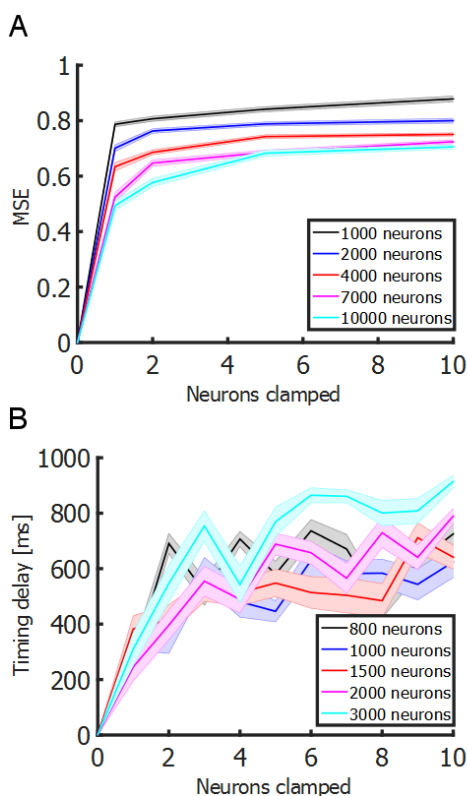 A
1
0.8
0.6
0.4
0.2
0
MSE
0 2 4 6 8 10
Neurons clamped
1000 neurons
2000 neurons
4000 neurons
7000 neurons
10000 neurons
B
1000
800
600
400
200
0
Timing delay [ms]
0 2 4 6 8 10
Neurons clamped
800 neurons
1000 neurons
1500 neurons
2000 neurons
3000 neurons